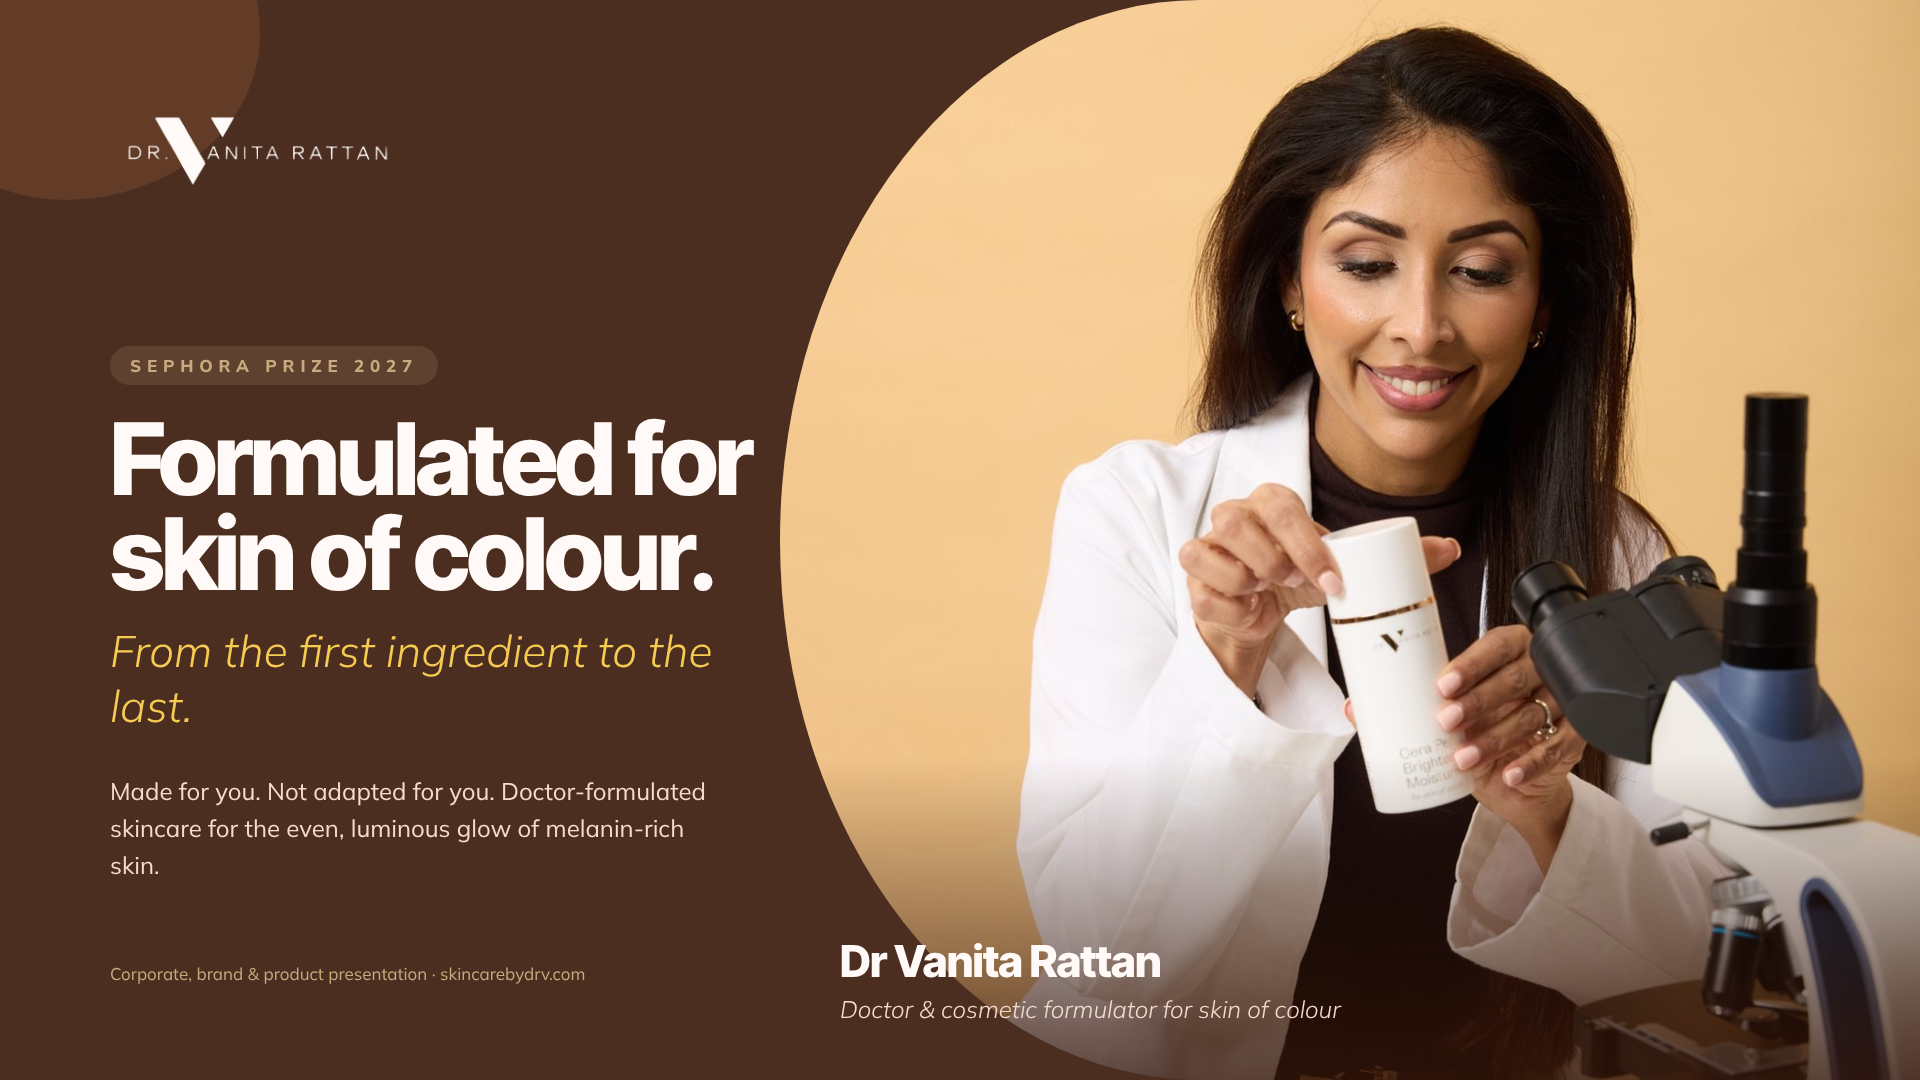 DR. VANITA RATTAN
SEPHORA PRIZE 2027
Formulated for
skin of colour.
From the first ingredient to the
last.
Made for you. Not adapted for you. Doctor-formulated
skincare for the even, luminous glow of melanin-rich
skin.
Corporate, brand & product presentation · skincarebydrv.com
Cera
Dr Vanita Rattan
Doctor & cosmetic formulator for skin of colour